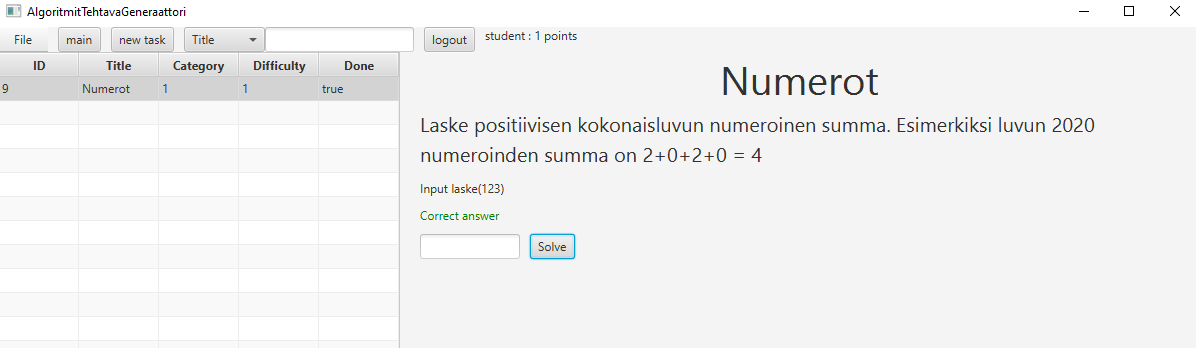 AlgoritmitTehtavaGeneraattori
File main new task Title logout student : 1 points
ID Title Category Difficulty Done
9 Numerot 1 1 true
Numerot
Laske positiivisen kokonaisluvun numeroinen summa. Esimerkiksi luvun 2020
numeroinden summa on 2+0+2+0 = 4
Input laske(123)
Correct answer
Solve